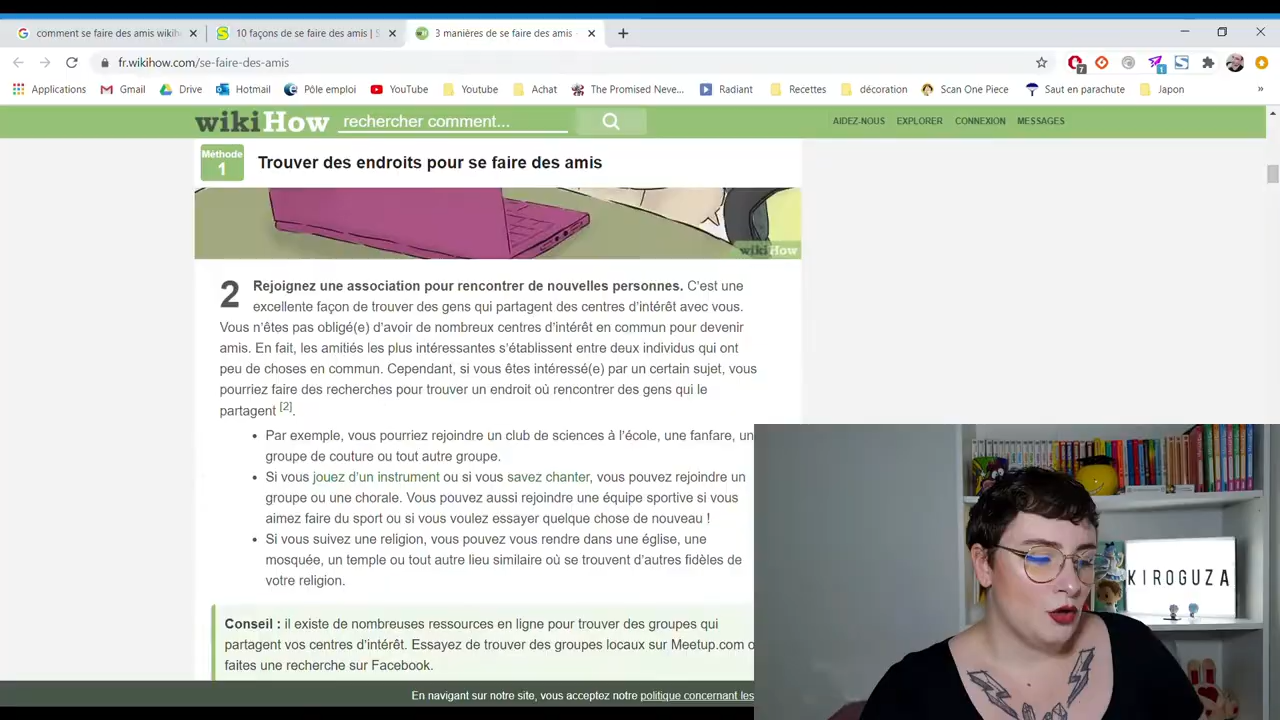 comment se faire des amis wikih
10 façons de se faire des amis | S
3 manières de se faire des amis -
fr.wikihow.com/se-faire-des-amis
7
1
Applications
Gmail
Drive
Hotmail
Pôle emploi
YouTube
Youtube
Achat
The Promised Neve...
Radiant
Recettes
décoration
Scan One Piece
Saut en parachute
Japon
»
wikiHow
rechercher comment...
AIDEZ-NOUS
EXPLORER
CONNEXION
MESSAGES
Méthode
1
Trouver des endroits pour se faire des amis
wikiHow
2
Rejoignez une association pour rencontrer de nouvelles personnes. C'est une
excellente façon de trouver des gens qui partagent des centres d'intérêt avec vous.
Vous n'êtes pas obligé(e) d'avoir de nombreux centres d'intérêt en commun pour devenir
amis. En fait, les amitiés les plus intéressantes s'établissent entre deux individus qui ont
peu de choses en commun. Cependant, si vous êtes intéressé(e) par un certain sujet, vous
pourriez faire des recherches pour trouver un endroit où rencontrer des gens qui le
partagent [2].
• Par exemple, vous pourriez rejoindre un club de sciences à l'école, une fanfare, un
groupe de couture ou tout autre groupe.
• Si vous jouez d'un instrument ou si vous savez chanter, vous pouvez rejoindre un
groupe ou une chorale. Vous pouvez aussi rejoindre une équipe sportive si vous
aimez faire du sport ou si vous voulez essayer quelque chose de nouveau !
• Si vous suivez une religion, vous pouvez vous rendre dans une église, une
mosquée, un temple ou tout autre lieu similaire où se trouvent d'autres fidèles de
votre religion.
Conseil : il existe de nombreuses ressources en ligne pour trouver des groupes qui
partagent vos centres d'intérêt. Essayez de trouver des groupes locaux sur Meetup.com o
faites une recherche sur Facebook.
En navigant sur notre site, vous acceptez notre politique concernant les
KIROGUZA